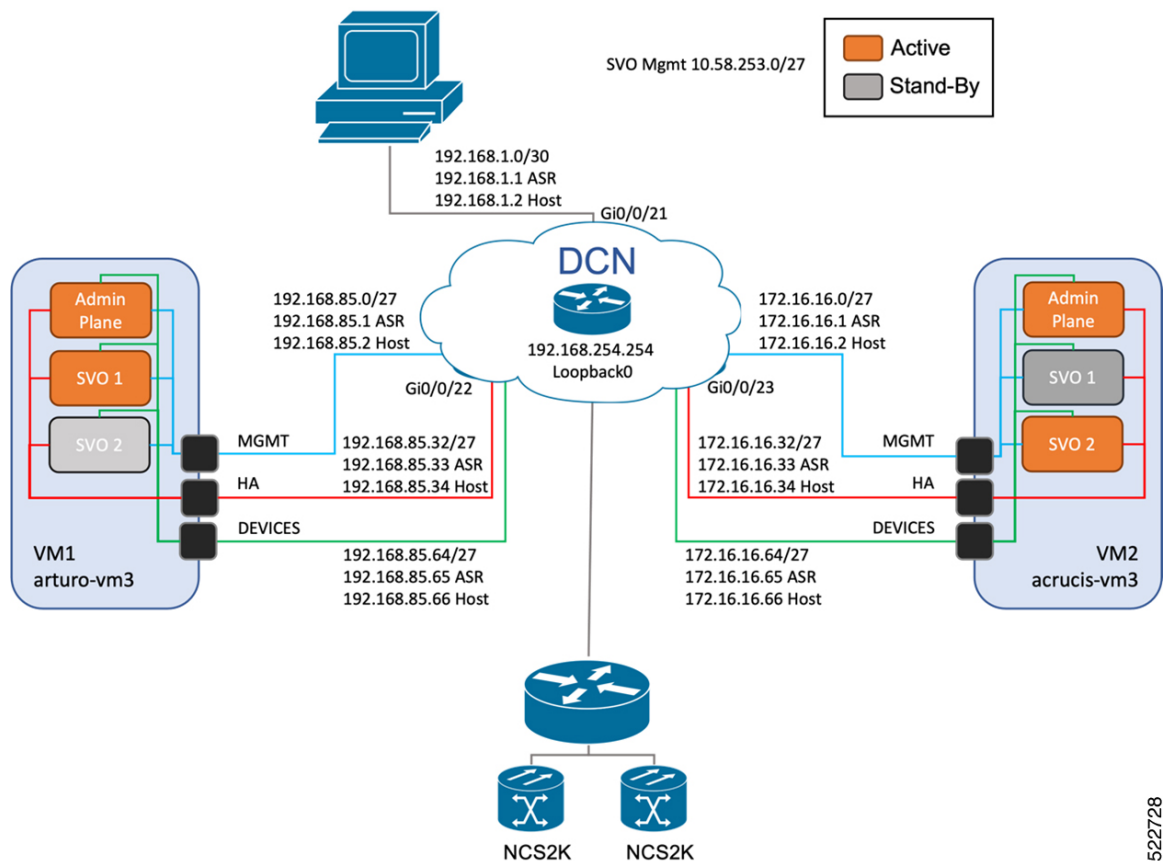 SVO Mgmt 10.58.253.0/27
Active
Stand-By
192.168.1.0/30
192.168.1.1 ASR
192.168.1.2 Host
Gi0/0/21
DCN
192.168.254.254
Loopback0
192.168.85.0/27
192.168.85.1 ASR
192.168.85.2 Host
Gi0/0/22
172.16.16.0/27
172.16.16.1 ASR
172.16.16.2 Host
Gi0/0/23
Admin
Plane
SVO 1
SVO 2
MGMT
HA
DEVICES
VM1
arturo-vm3
192.168.85.32/27
192.168.85.33 ASR
192.168.85.34 Host
192.168.85.64/27
192.168.85.65 ASR
192.168.85.66 Host
172.16.16.32/27
172.16.16.33 ASR
172.16.16.34 Host
172.16.16.64/27
172.16.16.65 ASR
172.16.16.66 Host
MGMT
HA
DEVICES
Admin
Plane
SVO 1
SVO 2
VM2
acrucis-vm3
NCS2K
NCS2K
522728